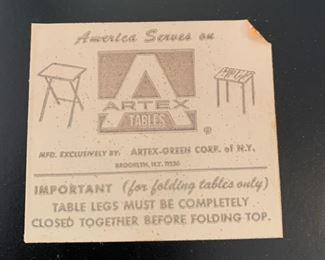 America Serves on
A
ARTEX
TABLES
®
MFD. EXCLUSIVELY BY: ARTEX-GREEN CORP. of N.Y.
BROOKLYN, N.Y. 11236
IMPORTANT (for folding tables only)
TABLE LEGS MUST BE COMPLETELY
CLOSED TOGETHER BEFORE FOLDING TOP.